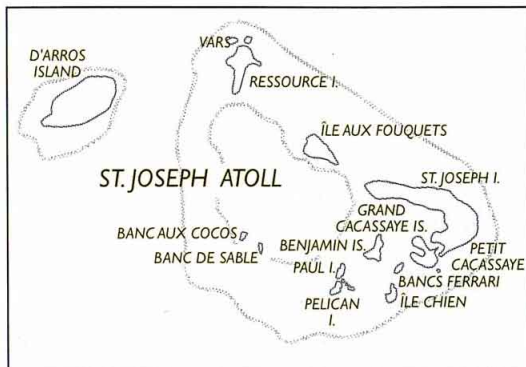 VARS
D'ARROS
ISLAND
RESSOURCE I.
ÎLE AUX FOUQUETS
ST. JOSEPH ATOLL
ST. JOSEPH I.
GRAND
CACASSAYE IS.
BANC AUX COCOS
BENJAMIN IS.
PETIT
CACASSAYE
BANC DE SABLE
PAUL I.
BANCS FERRARI
PELICAN
I.
ÎLE CHIEN